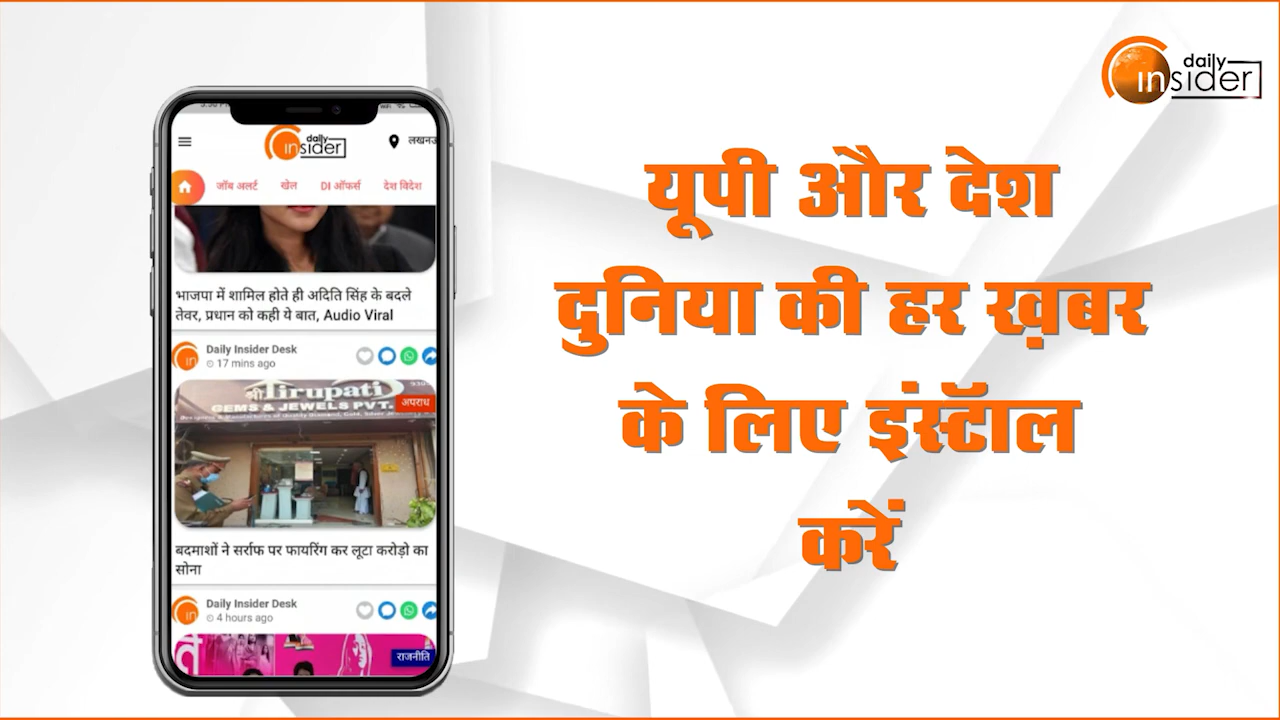 daily
insider
daily
insider
लखनऊ
जॉब अलर्ट खेल DI ऑफर्स देश विदेश
भाजपा में शामिल होते ही अदिति सिंह के बदले
तेवर, प्रधान को कही ये बात, Audio Viral
Daily Insider Desk
17 mins ago
श्री Tirupati
GEMS & JEWELS PVT.
अपराध
बदमाशों ने सर्राफ पर फायरिंग कर लूटा करोड़ो का
सोना
Daily Insider Desk
4 hours ago
राजनीति
यूपी और देश
दुनिया की हर ख़बर
के लिए इंस्टॉल
करें